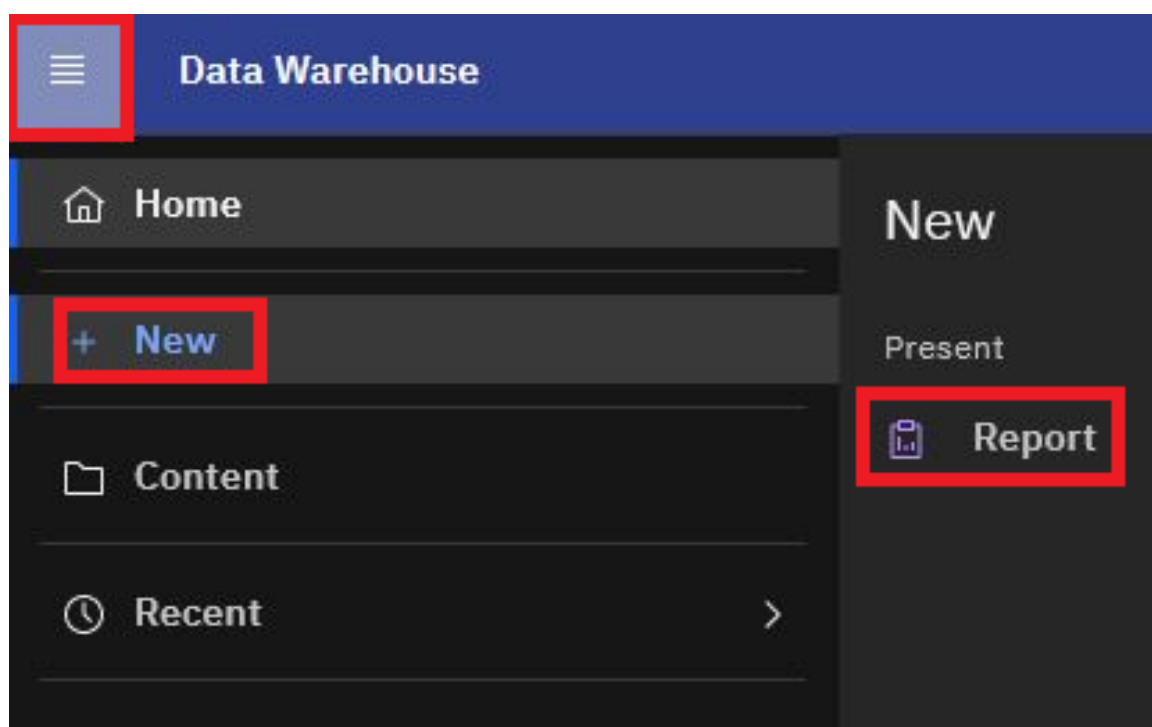 Data Warehouse
Home
New
Content
Recent
New
Present
Report